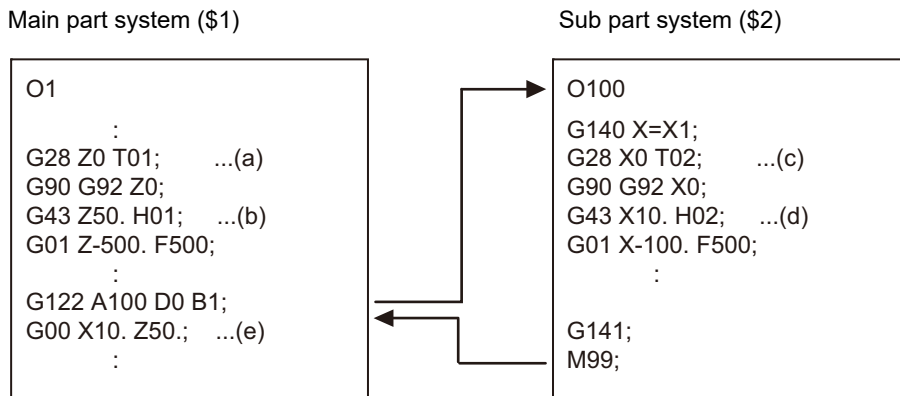 Main part system ($1)
O1
:
G28 Z0 T01; ...(a)
G90 G92 Z0;
G43 Z50. H01; ...(b)
G01 Z-500. F500;
:
G122 A100 D0 B1;
G00 X10. Z50.; ...(e)
:
Sub part system ($2)
O100
G140 X=X1;
G28 X0 T02; ...(c)
G90 G92 X0;
G43 X10. H02; ...(d)
G01 X-100. F500;
:
G141;
M99;